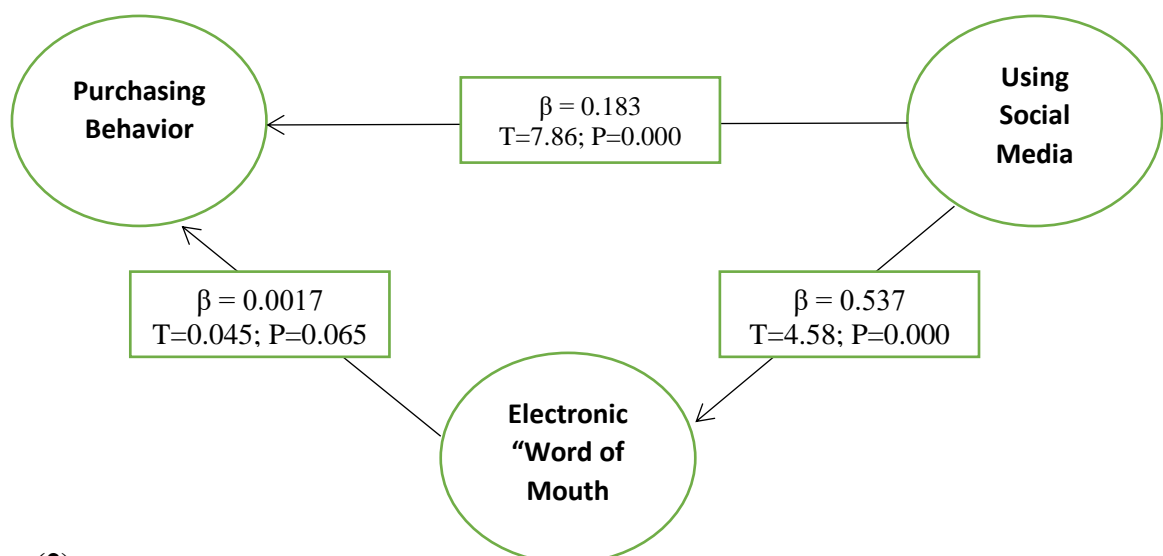 Purchasing
Behavior
β = 0.183
T=7.86; P=0.000
Using
Social
Media
β = 0.0017
T=0.045; P=0.065
β = 0.537
T=4.58; P=0.000
Electronic
“Word of
Mouth